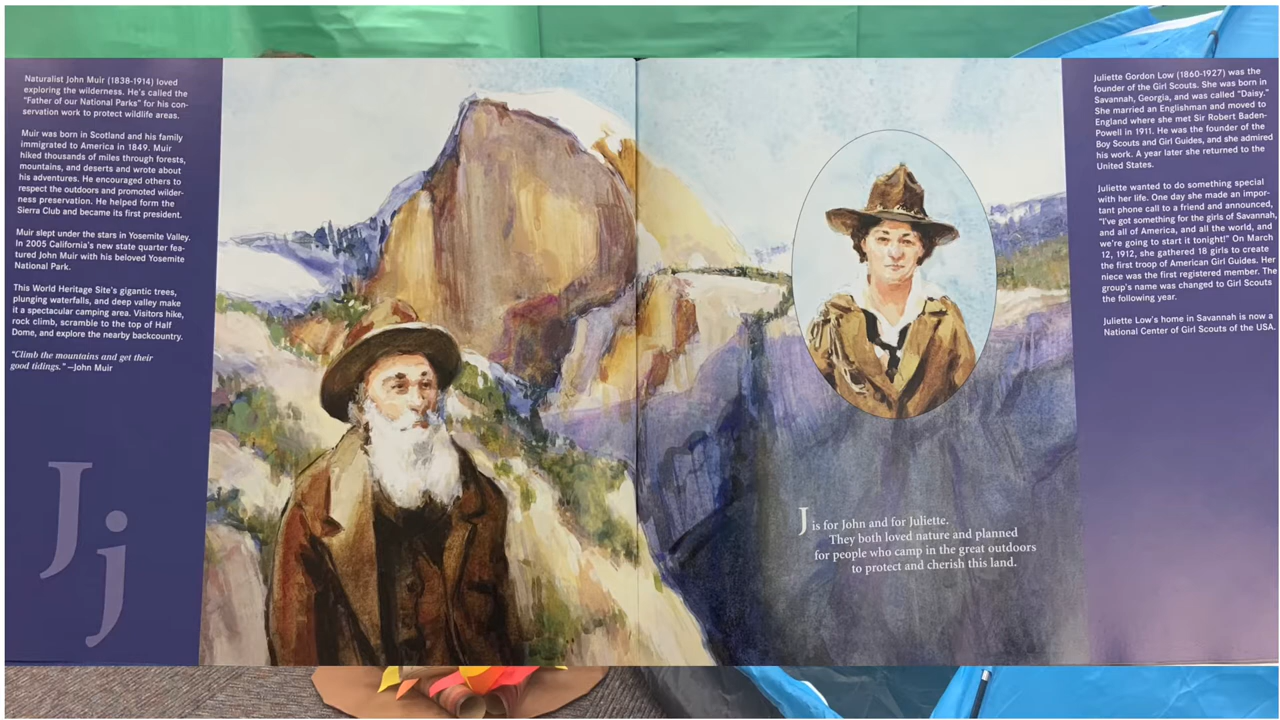 Naturalist John Muir (1838-1914) loved
exploring the wilderness. He's called the
"Father of our National Parks" for his con-
servation work to protect wildlife areas.
Muir was born in Scotland and his family
immigrated to America in 1849. Muir
hiked thousands of miles through forests,
mountains, and deserts and wrote about
his adventures. He encouraged others to
respect the outdoors and promoted wilder-
ness preservation. He helped form the
Sierra Club and became its first president.
Muir slept under the stars in Yosemite Valley.
In 2005 California's new state quarter fea-
tured John Muir with his beloved Yosemite
National Park.
This World Heritage Site's gigantic trees,
plunging waterfalls, and deep valley make
it a spectacular camping area. Visitors hike,
rock climb, scramble to the top of Half
Dome, and explore the nearby backcountry.
"Climb the mountains and get their
good tidings." —John Muir
J j
J is for John and for Juliette.
They both loved nature and planned
for people who camp in the great outdoors
to protect and cherish this land.
Juliette Gordon Low (1860-1927) was the
founder of the Girl Scouts. She was born in
Savannah, Georgia, and was called "Daisy."
She married an Englishman and moved to
England where she met Sir Robert Baden-
Powell in 1911. He was the founder of the
Boy Scouts and Girl Guides, and she admired
his work. A year later she returned to the
United States.
Juliette wanted to do something special
with her life. One day she made an impor-
tant phone call to a friend and announced,
"I've got something for the girls of Savannah,
and all of America, and all the world, and
we're going to start it tonight!" On March
12, 1912, she gathered 18 girls to create
the first troop of American Girl Guides. Her
niece was the first registered member. The
group's name was changed to Girl Scouts
the following year.
Juliette Low's home in Savannah is now a
National Center of Girl Scouts of the USA.